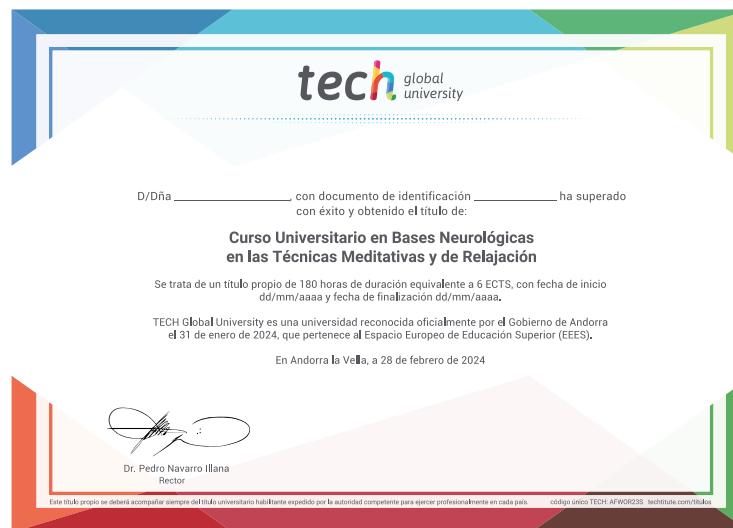 tech global university
D/Dña ____________, con documento de identificación ____________ ha superado
con éxito y obtenido el título de:
Curso Universitario en Bases Neurológicas
en las Técnicas Meditativas y de Relajación
Se trata de un título propio de 180 horas de duración equivalente a 6 ECTS, con fecha de inicio
dd/mm/aaaa y fecha de finalización dd/mm/aaaa.
TECH Global University es una universidad reconocida oficialmente por el Gobierno de Andorra
el 31 de enero de 2024, que pertenece al Espacio Europeo de Educación Superior (EEES).
En Andorra la Vella, a 28 de febrero de 2024
Dr. Pedro Navarro Illana
Rector
Este título propio se deberá acompañar siempre del título universitario habilitante expedido por la autoridad competente para ejercer profesionalmente en cada país. código único TECH: AFWOR23S techtitute.com/titulos